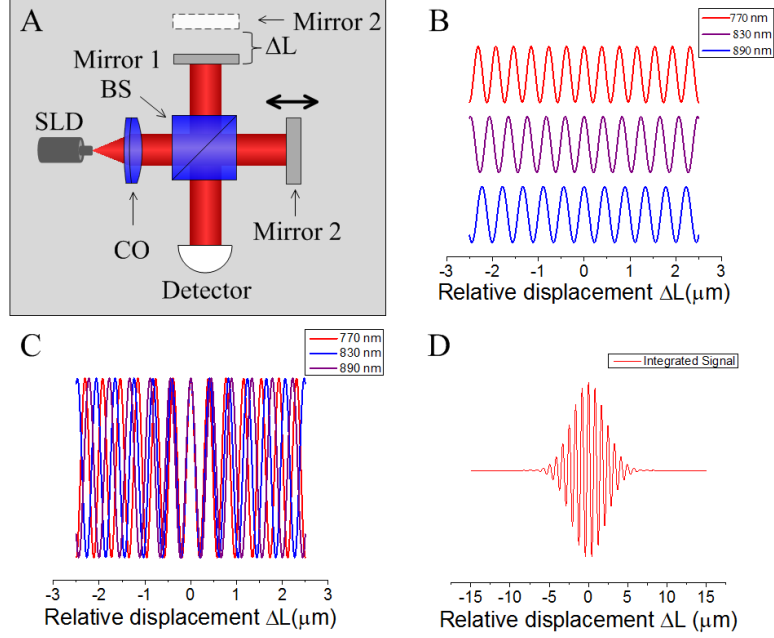 A
Mirror 2
ΔL
Mirror 1
BS
SLD
CO
Mirror 2
Detector
B
770 nm
830 nm
890 nm
-3 -2 -1 0 1 2 3
Relative displacement ΔL(μm)
C
770 nm
830 nm
890 nm
-3 -2 -1 0 1 2 3
Relative displacement ΔL(μm)
D
Integrated Signal
-15 -10 -5 0 5 10 15
Relative displacement ΔL (μm)